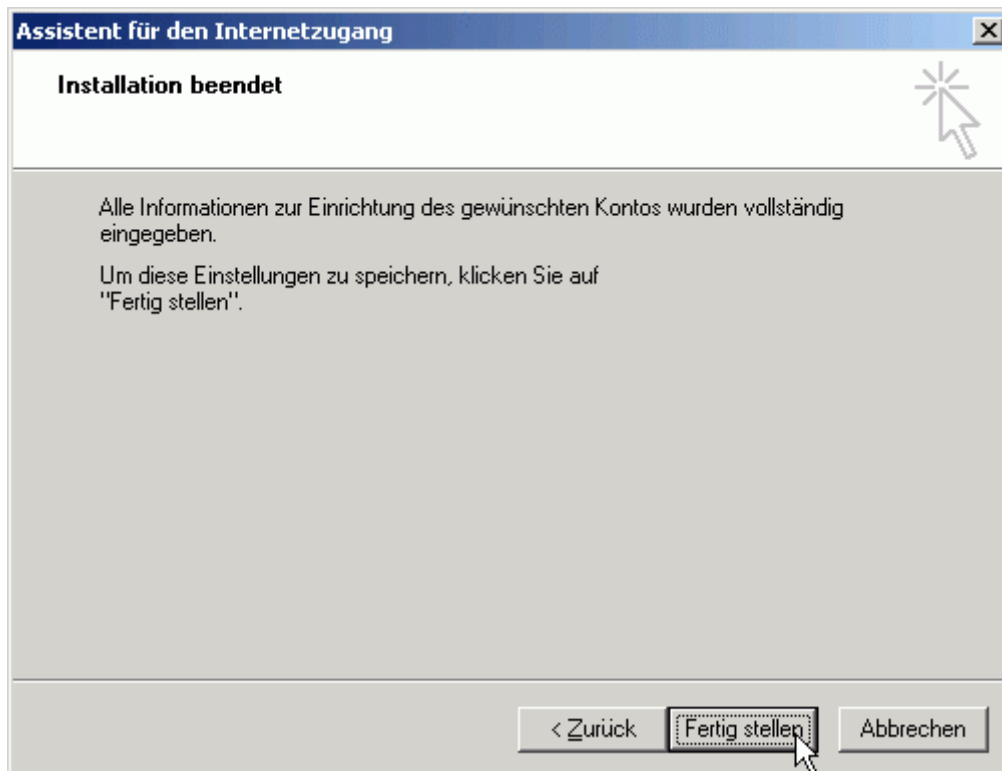 Assistent für den Internetzugang
Installation beendet
Alle Informationen zur Einrichtung des gewünschten Kontos wurden vollständig
eingegeben.
Um diese Einstellungen zu speichern, klicken Sie auf
"Fertig stellen".
< Zurück Fertig stellen Abbrechen